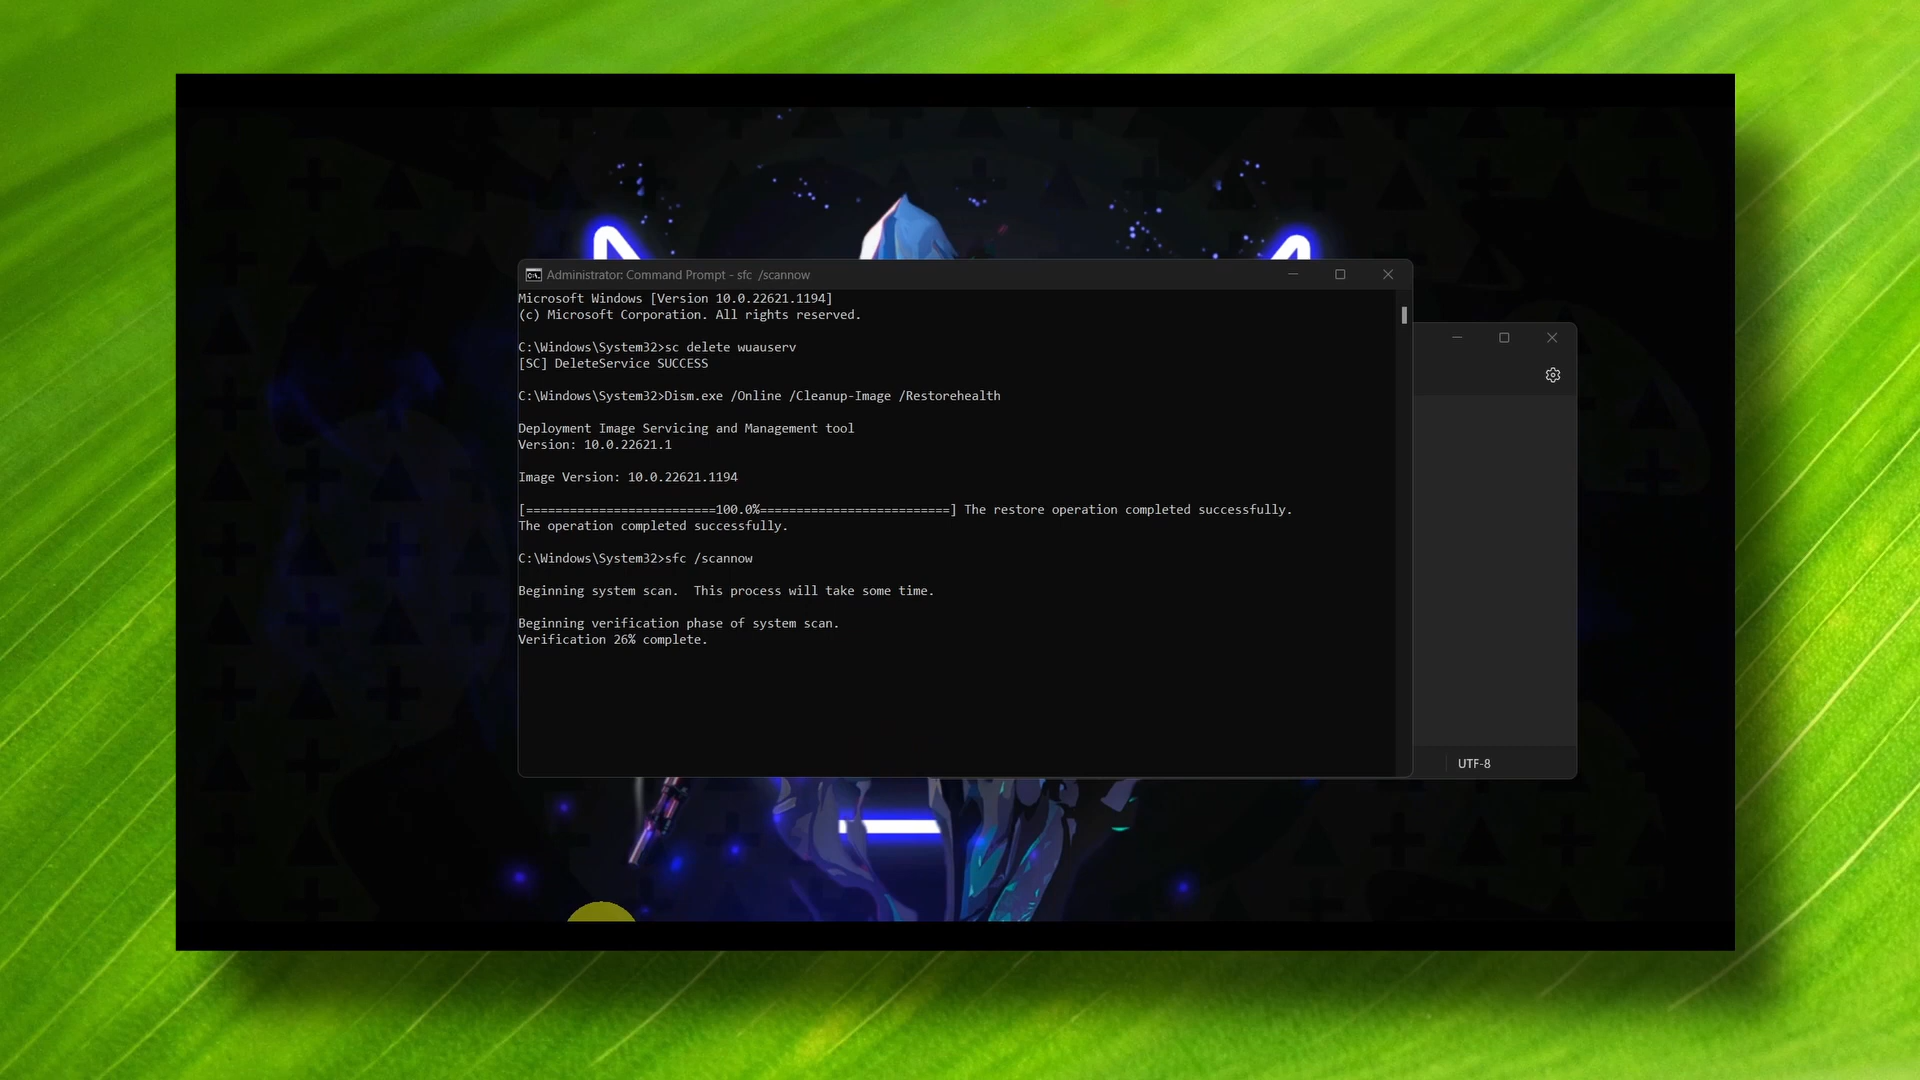 Administrator: Command Prompt - sfc  /scannow
Microsoft Windows [Version 10.0.22621.1194]
(c) Microsoft Corporation. All rights reserved.
C:\Windows\System32>sc delete wuauserv
[SC] DeleteService SUCCESS
C:\Windows\System32>Dism.exe /Online /Cleanup-Image /Restorehealth
Deployment Image Servicing and Management tool
Version: 10.0.22621.1
Image Version: 10.0.22621.1194
[==========================100.0%==========================] The restore operation completed successfully.
The operation completed successfully.
C:\Windows\System32>sfc /scannow
Beginning system scan.  This process will take some time.
Beginning verification phase of system scan.
Verification 26% complete.
UTF-8